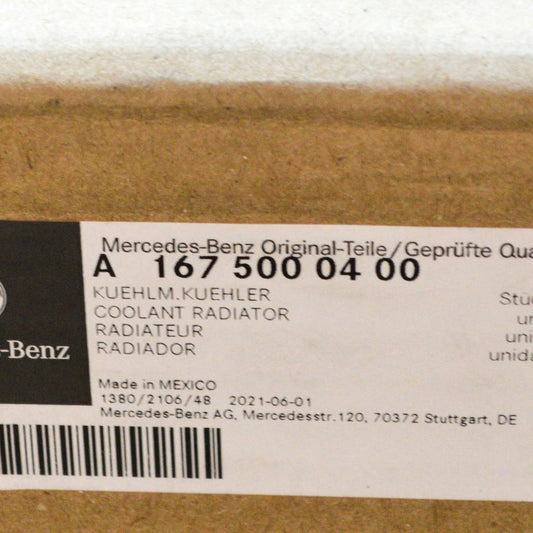 Mercedes-Benz Original-Teile/Geprüfte Qua
A 167 500 04 00
KUEHLM.KUEHLER
COOLANT RADIATOR
RADIATEUR
RADIADOR
Stü
un
uni
unida
-Benz
Made in MEXICO
1380/2106/48 2021-06-01
Mercedes-Benz AG, Mercedesstr.120, 70372 Stuttgart, DE